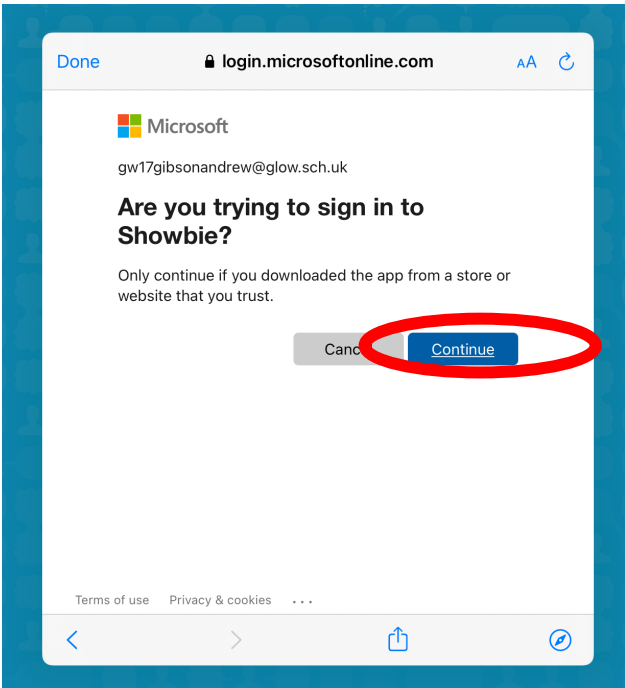 Done login.microsoftonline.com AA
Microsoft
gw17gibsonandrew@glow.sch.uk
Are you trying to sign in to
Showbie?
Only continue if you downloaded the app from a store or
website that you trust.
Canc Continue
Terms of use Privacy & cookies ...